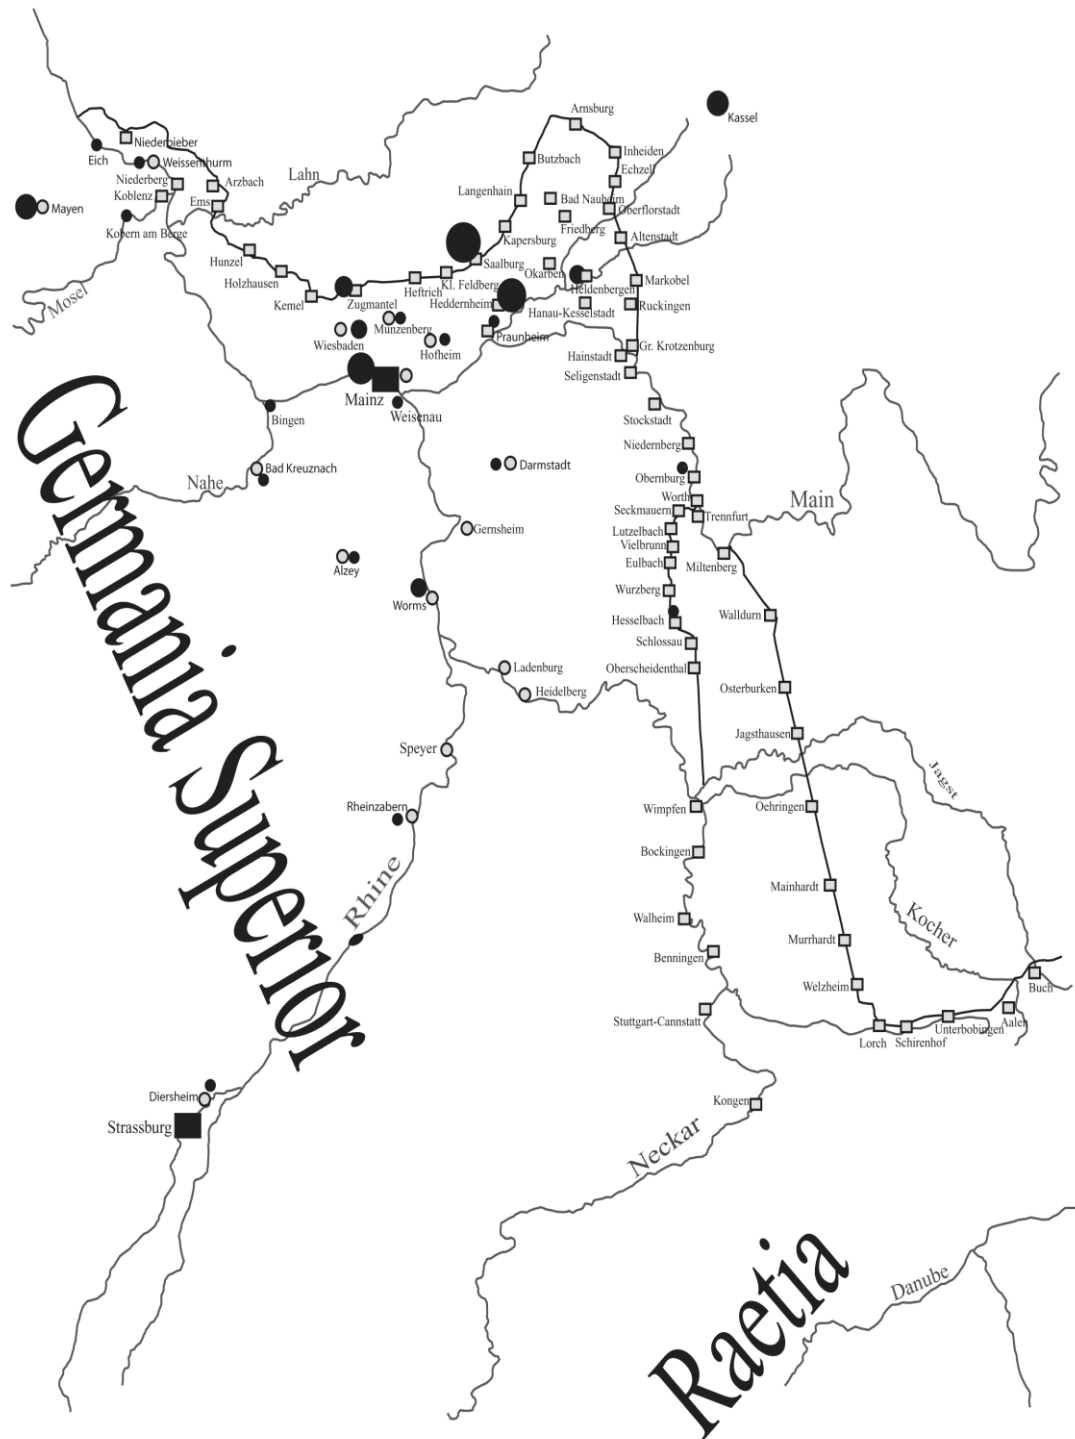 Arnsburg
Kassel
Niederbieber
Eich
Weissenthurm
Butzbach
Inheiden
Echzell
Lahn
Niederberg
Arzbach
Koblenz
Ems
Langenhain
Bad Nauheim
Mayen
Oberflorstadt
Friedberg
Kobern am Berge
Kapersburg
Altenstadt
Hunzel
Saalburg
Okarben
Holzhausen
Kl. Feldberg
Heftrich
Heldenbergen
Markobel
Mosel
Kemel
Zugmantel
Heddernheim
Hanau-Kesselstadt
Ruckingen
Munzenberg
Praunheim
Wiesbaden
Hofheim
Gr. Krotzenburg
Hainstadt
Seligenstadt
Mainz
Weisenau
Bingen
Stockstadt
Niedernberg
Bad Kreuznach
Darmstadt
Nahe
Obernburg
Worth
Main
Seckmauern
Trennfurt
Gernsheim
Lutzelbach
Vielbrunn
Eulbach
Miltenberg
Alzey
Wurzberg
Worms
Hesselbach
Walldurn
Schlossau
Ladenburg
Oberscheidenthal
Heidelberg
Osterburken
Germania Superior
Speyer
Jagsthausen
Jagst
Rheinzabern
Wimpfen
Oehringen
Bockingen
Rhine
Mainhardt
Walheim
Kocher
Murrhardt
Benningen
Welzheim
Buch
Stuttgart-Cannstatt
Aalen
Unterbobingen
Lorch
Schirenhof
Diersheim
Kongen
Strassburg
Neckar
Danube
Raetia